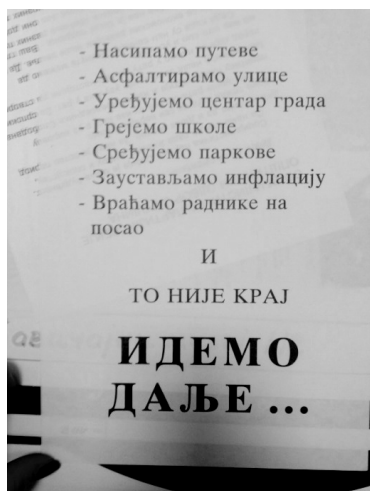 - Насипамо путеве
- Асфалтирамо улице
- Уређујемо центар града
- Грејемо школе
- Сређујемо паркове
- Заустављамо инфлацију
- Враћамо раднике на
посао
И
ТО НИЈЕ КРАЈ
ИДЕМО
ДАЉЕ ...